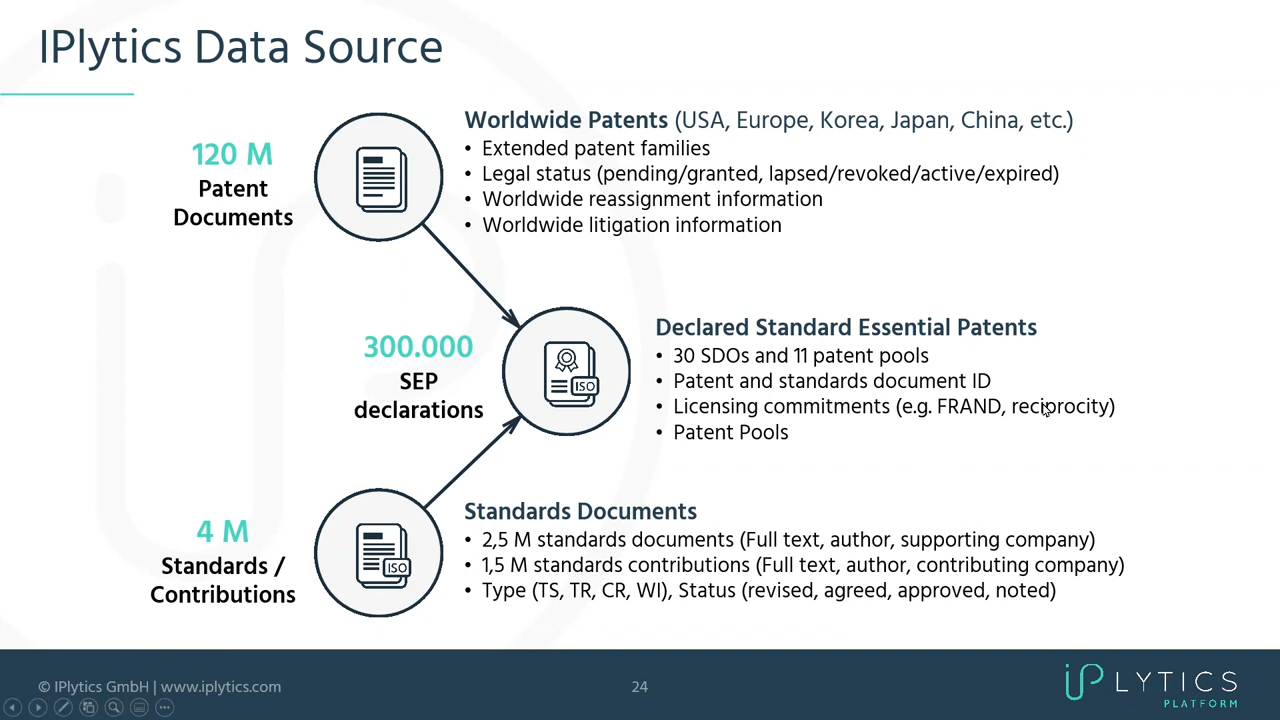 IPlytics Data Source
120 M
Patent
Documents
Worldwide Patents (USA, Europe, Korea, Japan, China, etc.)
• Extended patent families
• Legal status (pending/granted, lapsed/revoked/active/expired)
• Worldwide reassignment information
• Worldwide litigation information
300.000
SEP
declarations
ISO
Declared Standard Essential Patents
• 30 SDOs and 11 patent pools
• Patent and standards document ID
• Licensing commitments (e.g. FRAND, reciprocity)
• Patent Pools
4 M
Standards /
Contributions
ISO
Standards Documents
• 2,5 M standards documents (Full text, author, supporting company)
• 1,5 M standards contributions (Full text, author, contributing company)
• Type (TS, TR, CR, WI), Status (revised, agreed, approved, noted)
© IPlytics GmbH | www.iplytics.com
24
iP LYTICS
PLATFORM